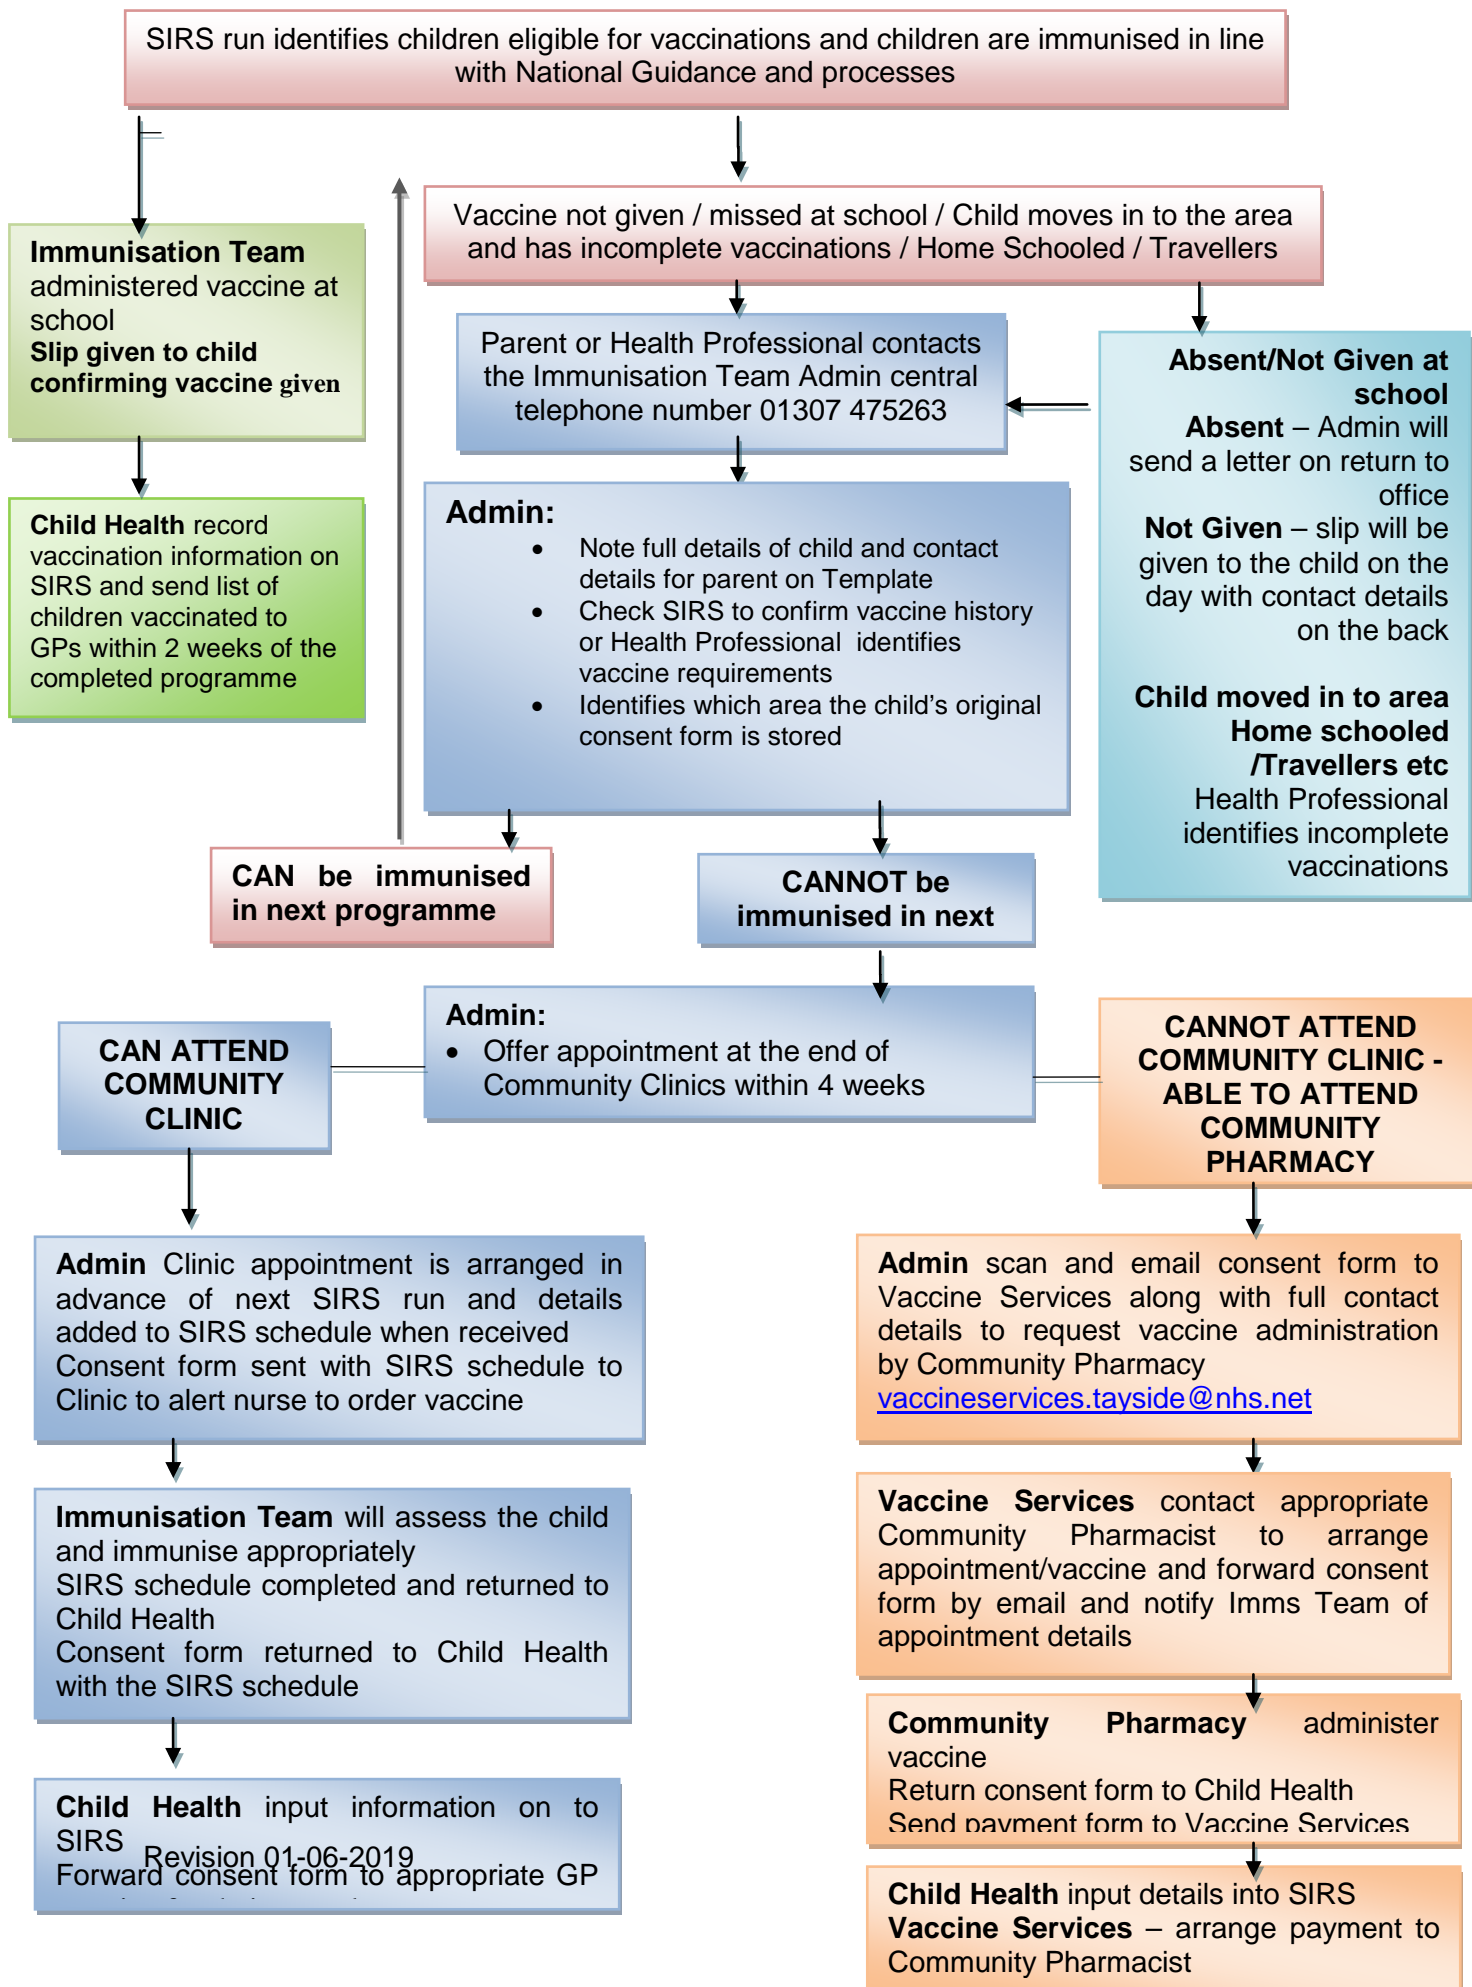 SIRS run identifies children eligible for vaccinations and children are immunised in line
with National Guidance and processes
Vaccine not given / missed at school / Child moves in to the area
and has incomplete vaccinations / Home Schooled / Travellers
Immunisation Team
administered vaccine at
school
Slip given to child
confirming vaccine given
Parent or Health Professional contacts
the Immunisation Team Admin central
telephone number 01307 475263
Absent/Not Given at
school
Absent – Admin will
send a letter on return to
office
Not Given – slip will be
given to the child on the
day with contact details
on the back
Child moved in to area
Home schooled
/Travellers etc
Health Professional
identifies incomplete
vaccinations
Child Health record
vaccination information on
SIRS and send list of
children vaccinated to
GPs within 2 weeks of the
completed programme
Admin:
• Note full details of child and contact
details for parent on Template
• Check SIRS to confirm vaccine history
or Health Professional identifies
vaccine requirements
• Identifies which area the child's original
consent form is stored
CAN be immunised
in next programme
CANNOT be
immunised in next
Admin:
• Offer appointment at the end of
Community Clinics within 4 weeks
CAN ATTEND
COMMUNITY
CLINIC
CANNOT ATTEND
COMMUNITY CLINIC -
ABLE TO ATTEND
COMMUNITY
PHARMACY
Admin Clinic appointment is arranged in
advance of next SIRS run and details
added to SIRS schedule when received
Consent form sent with SIRS schedule to
Clinic to alert nurse to order vaccine
Admin scan and email consent form to
Vaccine Services along with full contact
details to request vaccine administration
by Community Pharmacy
vaccineservices.tayside@nhs.net
Immunisation Team will assess the child
and immunise appropriately
SIRS schedule completed and returned to
Child Health
Consent form returned to Child Health
with the SIRS schedule
Vaccine Services contact appropriate
Community Pharmacist to arrange
appointment/vaccine and forward consent
form by email and notify Imms Team of
appointment details
Community Pharmacy administer
vaccine
Return consent form to Child Health
Send payment form to Vaccine Services
Child Health input information on to
SIRS
Revision 01-06-2019
Forward consent form to appropriate GP
Child Health input details into SIRS
Vaccine Services – arrange payment to
Community Pharmacist